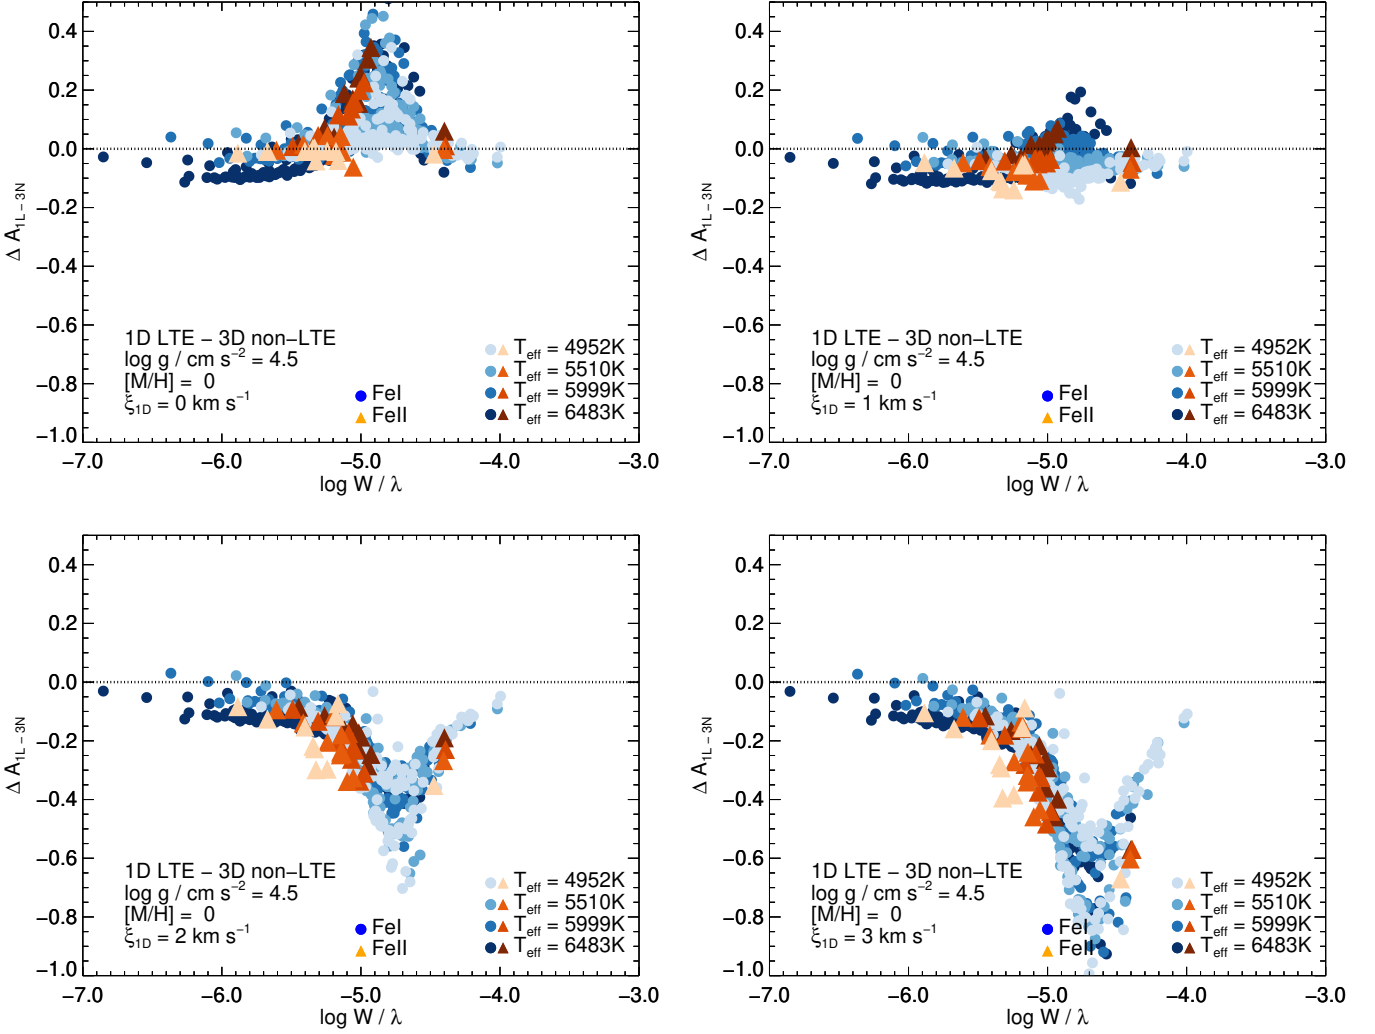 0.4
0.2
0.0
−0.2
−0.4
−0.6
−0.8
−1.0
Δ A1L−3N
1D LTE − 3D non−LTE
log g / cm s−2 = 4.5
[M/H] = 0
ξ1D = 0 km s−1
FeI
FeII
Teff = 4952K
Teff = 5510K
Teff = 5999K
Teff = 6483K
−7.0 −6.0 −5.0 −4.0 −3.0
log W / λ
0.4
0.2
0.0
−0.2
−0.4
−0.6
−0.8
−1.0
Δ A1L−3N
1D LTE − 3D non−LTE
log g / cm s−2 = 4.5
[M/H] = 0
ξ1D = 1 km s−1
FeI
FeII
Teff = 4952K
Teff = 5510K
Teff = 5999K
Teff = 6483K
−7.0 −6.0 −5.0 −4.0 −3.0
log W / λ
0.4
0.2
0.0
−0.2
−0.4
−0.6
−0.8
−1.0
Δ A1L−3N
1D LTE − 3D non−LTE
log g / cm s−2 = 4.5
[M/H] = 0
ξ1D = 2 km s−1
FeI
FeII
Teff = 4952K
Teff = 5510K
Teff = 5999K
Teff = 6483K
−7.0 −6.0 −5.0 −4.0 −3.0
log W / λ
0.4
0.2
0.0
−0.2
−0.4
−0.6
−0.8
−1.0
Δ A1L−3N
1D LTE − 3D non−LTE
log g / cm s−2 = 4.5
[M/H] = 0
ξ1D = 3 km s−1
FeI
FeII
Teff = 4952K
Teff = 5510K
Teff = 5999K
Teff = 6483K
−7.0 −6.0 −5.0 −4.0 −3.0
log W / λ